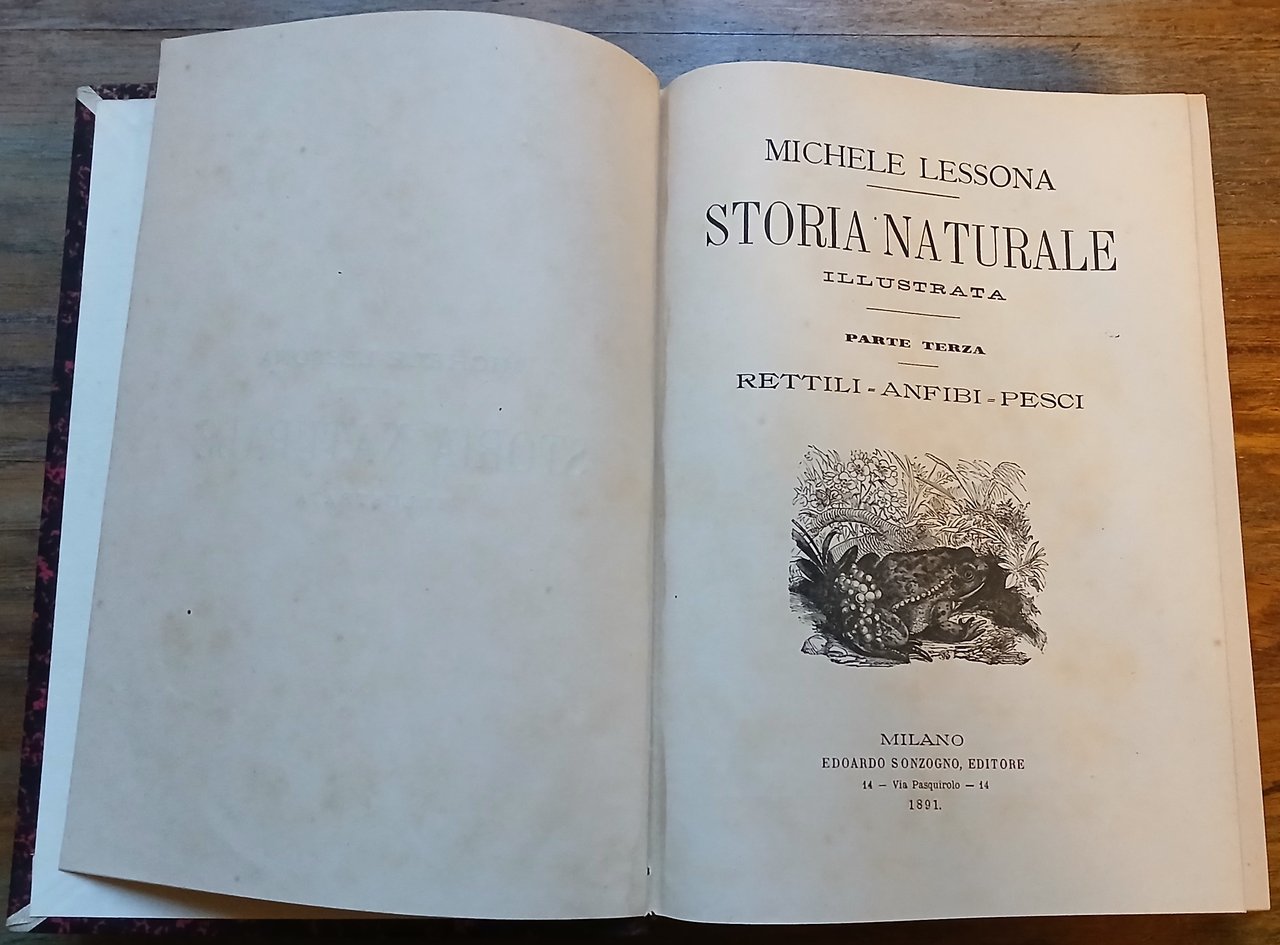 MICHELE LESSONA
STORIA NATURALE
ILLUSTRATA
PARTE TERZA
RETTILI - ANFIBI - PESCI
MILANO
EDOARDO SONZOGNO, EDITORE
14 — Via Pasquirolo — 14
1891.